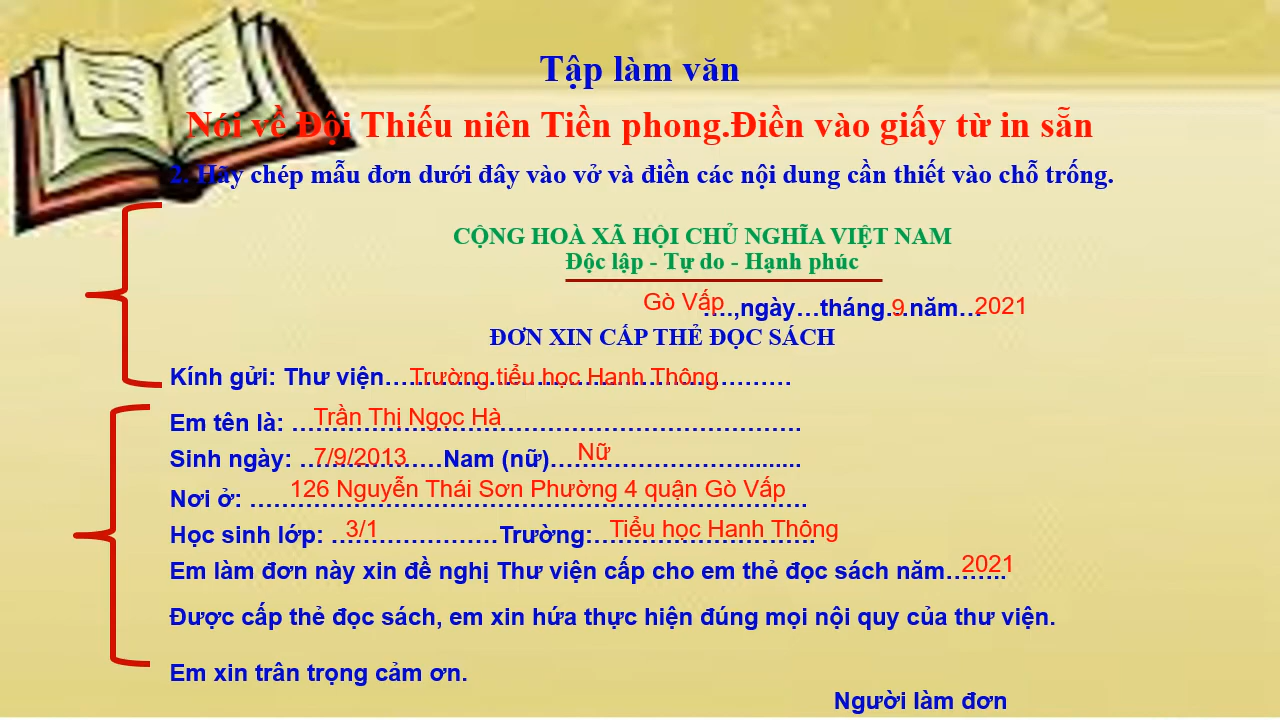 Tập làm văn
Nói về Đội Thiếu niên Tiền phong.Điền vào giấy từ in sẵn
2. Hãy chép mẫu đơn dưới đây vào vở và điền các nội dung cần thiết vào chỗ trống.
CỘNG HOÀ XÃ HỘI CHỦ NGHĨA VIỆT NAM
Độc lập - Tự do - Hạnh phúc
Gò Vấp….,ngày…tháng 9 năm…2021
ĐƠN XIN CẤP THẺ ĐỌC SÁCH
Kính gửi: Thư viện…Trường tiểu học Hanh Thông………
Em tên là: …Trần Thị Ngọc Hà……………………………….
Sinh ngày: 7/9/2013……Nam (nữ)…Nữ……………….........
Nơi ở: ……126 Nguyễn Thái Sơn Phường 4 quận Gò Vấp….
Học sinh lớp: …3/1……………Trường:…Tiểu học Hanh Thông
Em làm đơn này xin đề nghị Thư viện cấp cho em thẻ đọc sách năm…2021
Được cấp thẻ đọc sách, em xin hứa thực hiện đúng mọi nội quy của thư viện.
Em xin trân trọng cảm ơn.
Người làm đơn